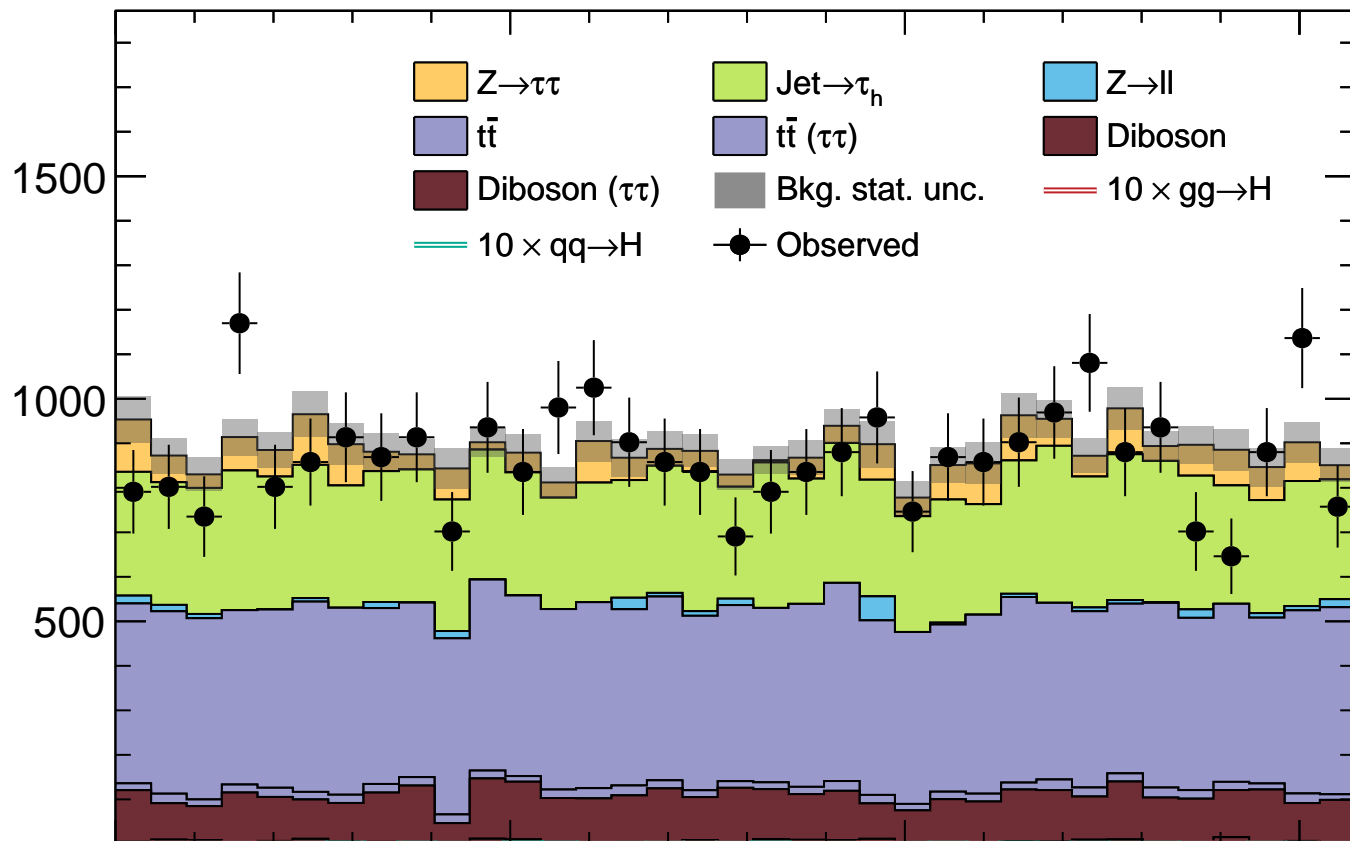 Z→ττ Jet→τh Z→ll
tt̄ tt̄ (ττ) Diboson
1500
Diboson (ττ) Bkg. stat. unc. 10 × gg→H
10 × qq→H Observed
1000
500